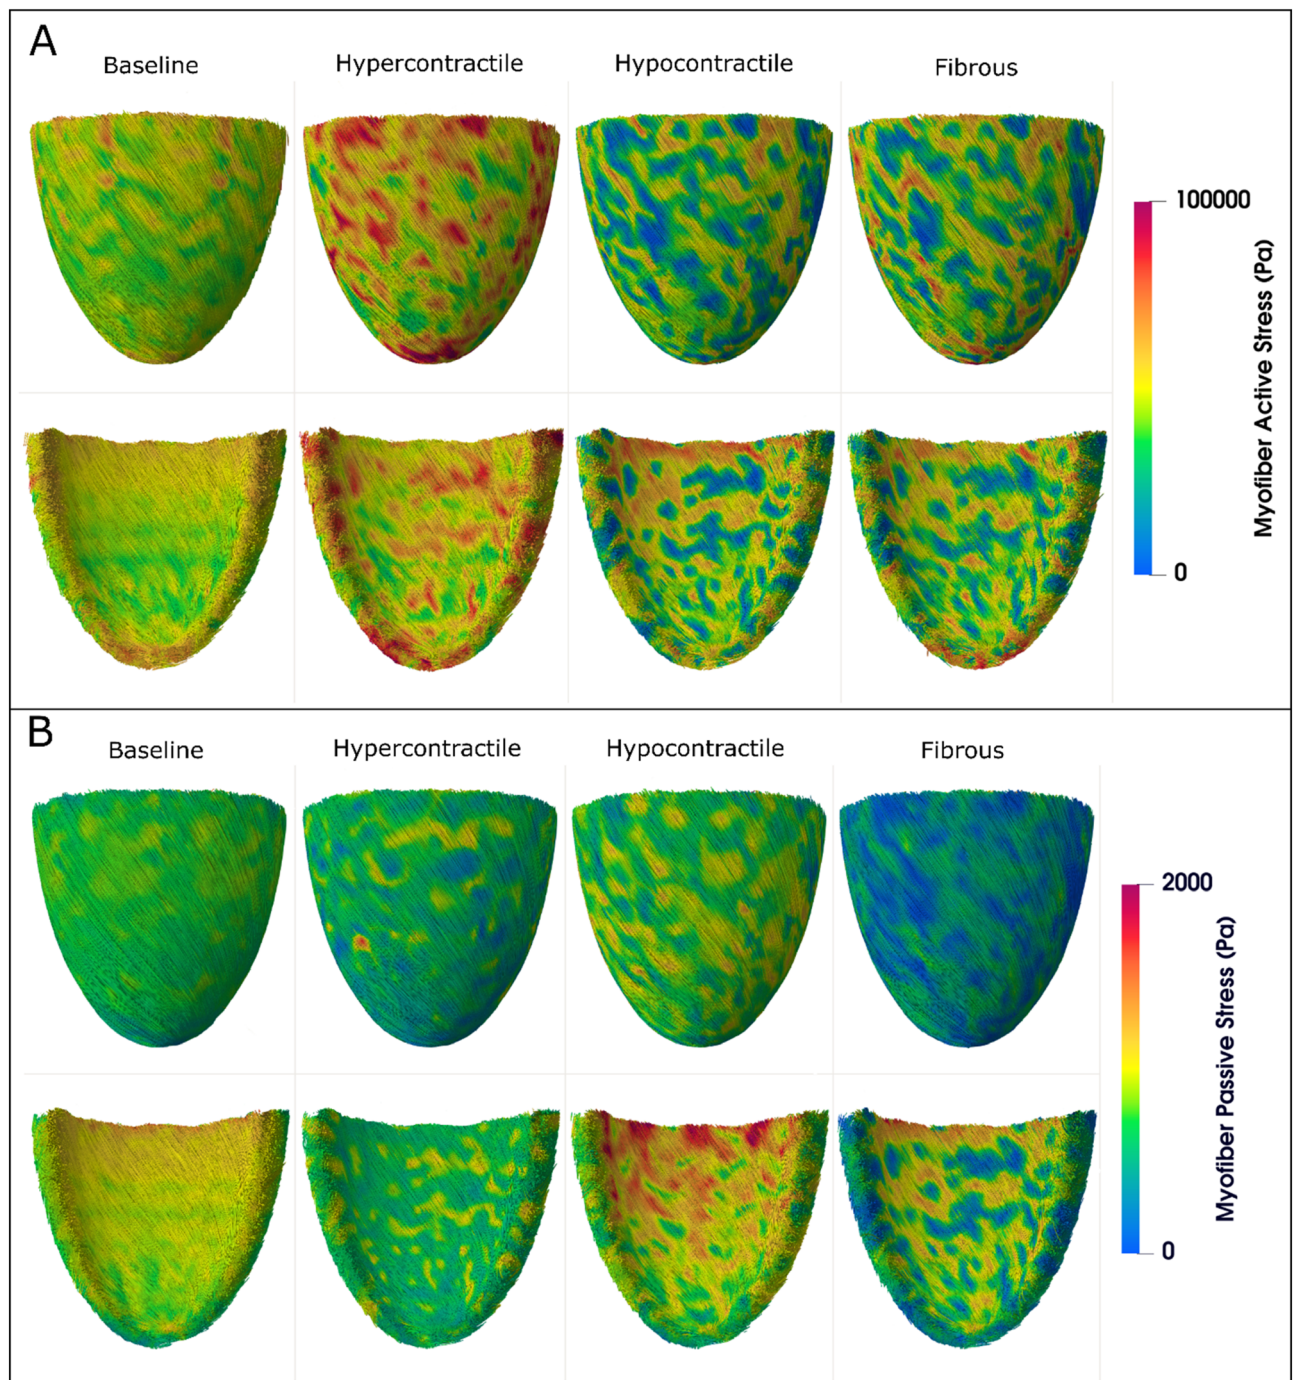 A
Baseline
Hypercontractile
Hypocontractile
Fibrous
100000
Myofiber Active Stress (Pa)
0
B
Baseline
Hypercontractile
Hypocontractile
Fibrous
2000
Myofiber Passive Stress (Pa)
0